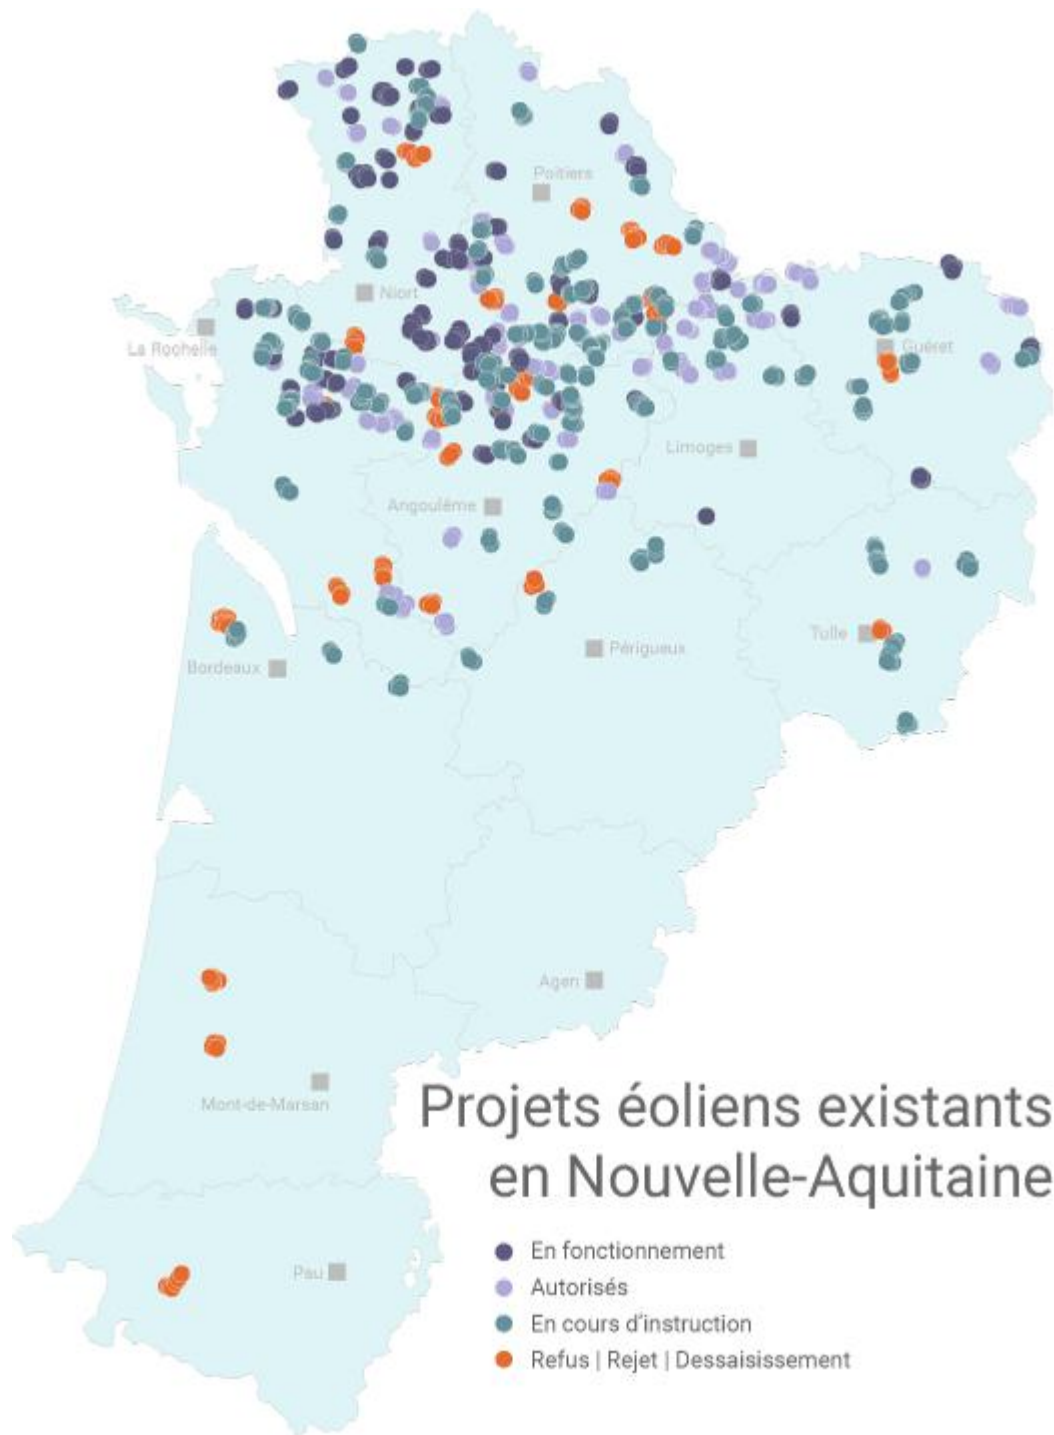 Poitiers
Niort
La Rochelle
Guéret
Limoges
Angoulême
Tulle
Périgueux
Bordeaux
Agen
Mont-de-Marsan
Projets éoliens existants
en Nouvelle-Aquitaine
Pau
En fonctionnement
Autorisés
En cours d'instruction
Refus | Rejet | Dessaisissement